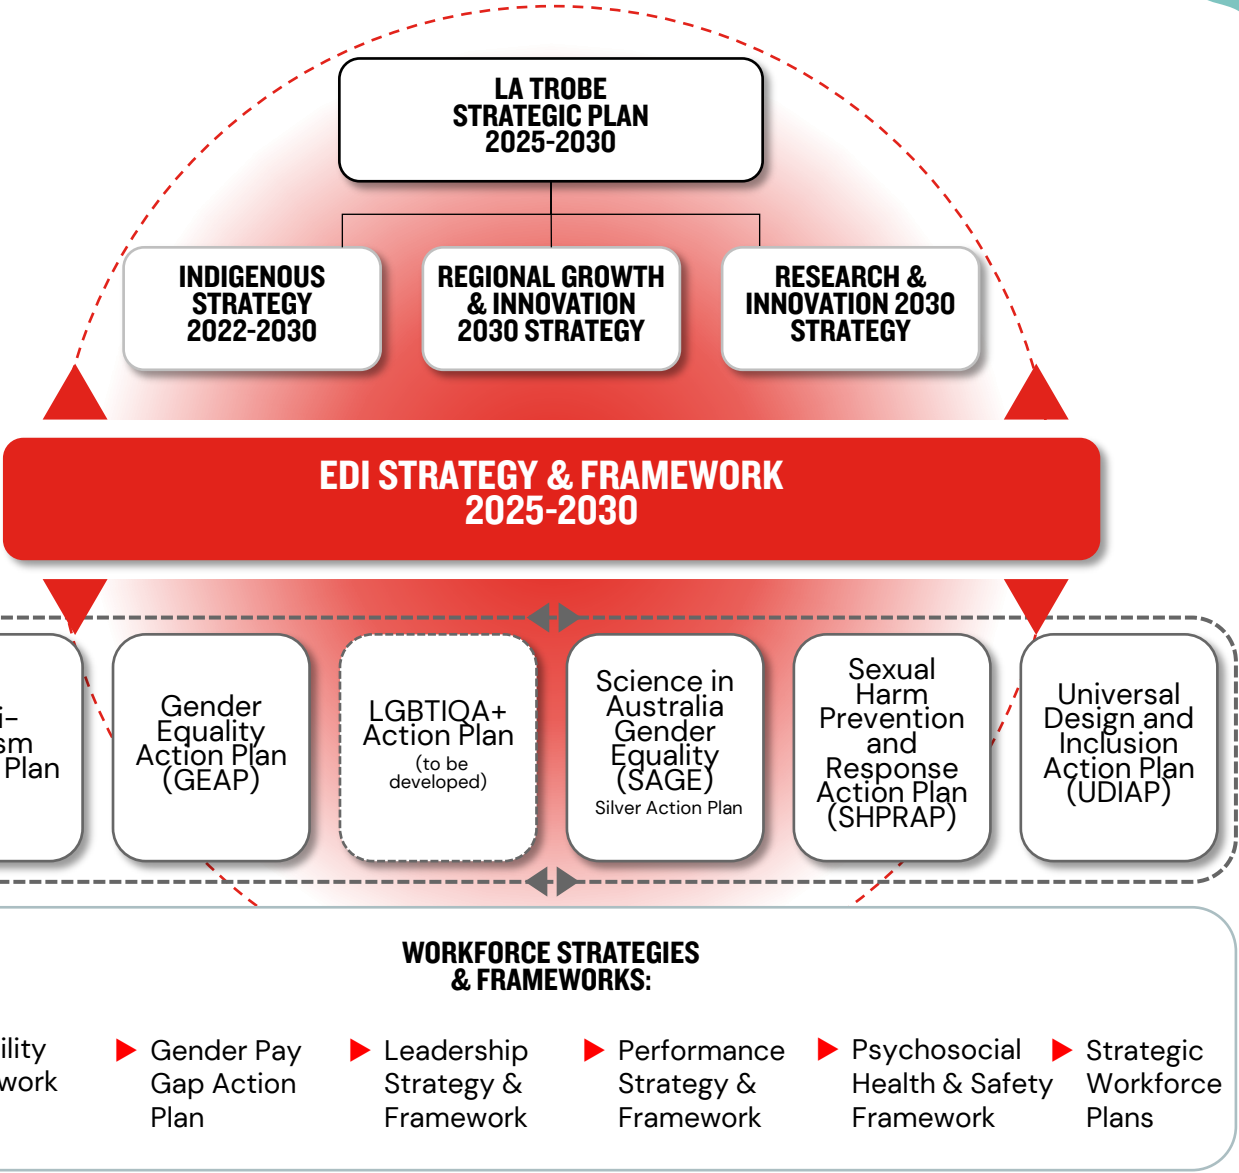 LA TROBE
STRATEGIC PLAN
2025-2030
INDIGENOUS
STRATEGY
2022-2030
REGIONAL GROWTH
& INNOVATION
2030 STRATEGY
RESEARCH &
INNOVATION 2030
STRATEGY
EDI STRATEGY & FRAMEWORK
2025-2030
Plan
Gender
Equality
Action Plan
(GEAP)
LGBTIQA+
Action Plan
(to be
developed)
Science in
Australia
Gender
Equality
(SAGE)
Silver Action Plan
Sexual
Harm
Prevention
and
Response
Action Plan
(SHPRAP)
Universal
Design and
Inclusion
Action Plan
(UDIAP)
WORKFORCE STRATEGIES
& FRAMEWORKS:
Gender Pay
Gap Action
Plan
Leadership
Strategy &
Framework
Performance
Strategy &
Framework
Psychosocial
Health & Safety
Framework
Strategic
Workforce
Plans